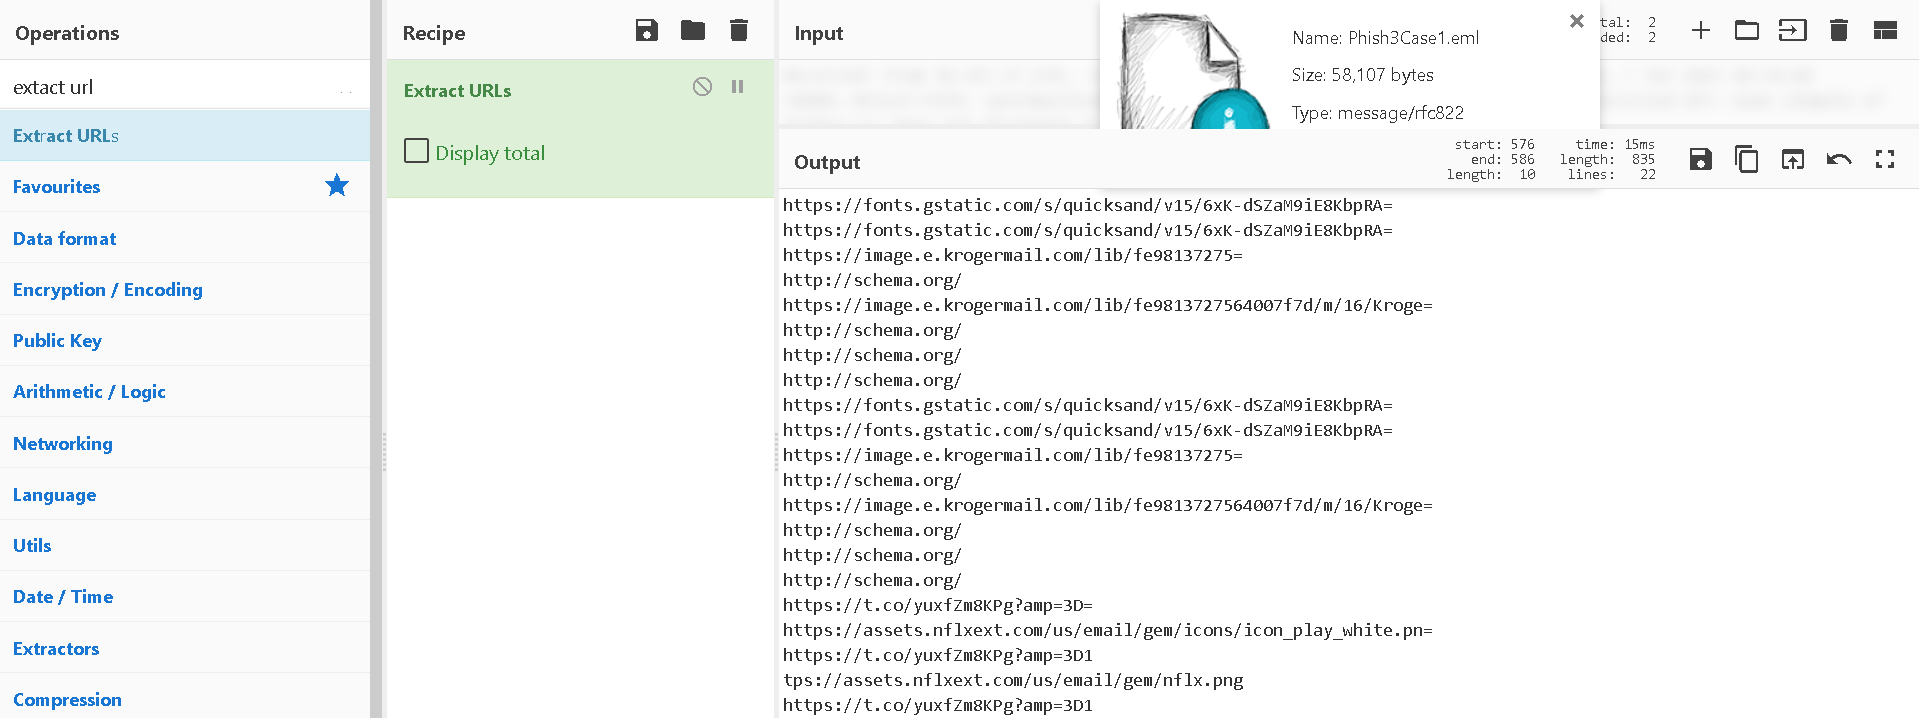 Operations
extact url
Extract URLs
Favourites
Data format
Encryption / Encoding
Public Key
Arithmetic / Logic
Networking
Language
Utils
Date / Time
Extractors
Compression
Recipe
Extract URLs
Display total
Input
tal: 2
ded: 2
Name: Phish3Case1.eml
Size: 58,107 bytes
Type: message/rfc822
Output
start: 576 time: 15ms
end: 586 length: 835
length: 10 lines: 22
https://fonts.gstatic.com/s/quicksand/v15/6xK-dSZaM9iE8KbpRA=
https://fonts.gstatic.com/s/quicksand/v15/6xK-dSZaM9iE8KbpRA=
https://image.e.krogermail.com/lib/fe98137275=
http://schema.org/
https://image.e.krogermail.com/lib/fe9813727564007f7d/m/16/Kroge=
http://schema.org/
http://schema.org/
http://schema.org/
https://fonts.gstatic.com/s/quicksand/v15/6xK-dSZaM9iE8KbpRA=
https://fonts.gstatic.com/s/quicksand/v15/6xK-dSZaM9iE8KbpRA=
https://image.e.krogermail.com/lib/fe98137275=
http://schema.org/
https://image.e.krogermail.com/lib/fe9813727564007f7d/m/16/Kroge=
http://schema.org/
http://schema.org/
http://schema.org/
https://t.co/yuxfZm8KPg?amp=3D=
https://assets.nflxext.com/us/email/gem/icons/icon_play_white.pn=
https://t.co/yuxfZm8KPg?amp=3D1
tps://assets.nflxext.com/us/email/gem/nflx.png
https://t.co/yuxfZm8KPg?amp=3D1